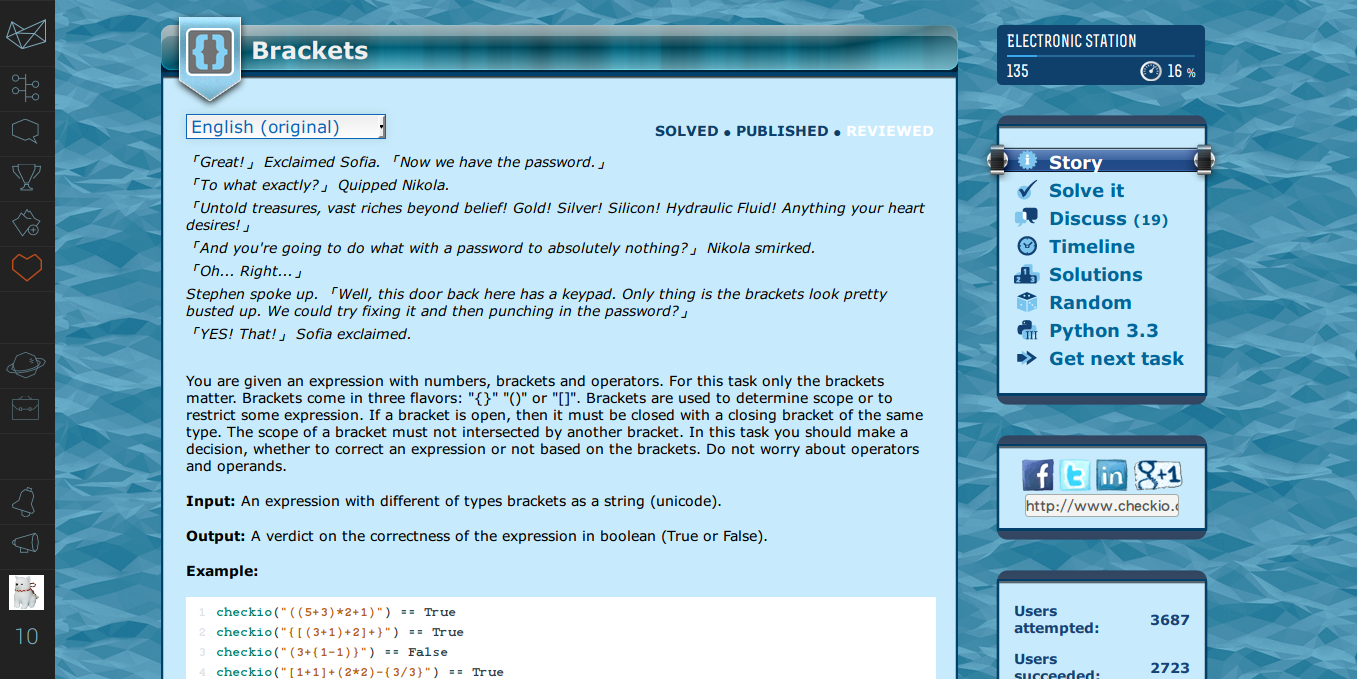 Brackets
English (original)
SOLVED ● PUBLISHED ● REVIEWED
「Great!」 Exclaimed Sofia. 「Now we have the password.」
「To what exactly?」 Quipped Nikola.
「Untold treasures, vast riches beyond belief! Gold! Silver! Silicon! Hydraulic Fluid! Anything your heart
desires!」
「And you're going to do what with a password to absolutely nothing?」 Nikola smirked.
「Oh... Right...」
Stephen spoke up. 「Well, this door back here has a keypad. Only thing is the brackets look pretty
busted up. We could try fixing it and then punching in the password?」
「YES! That!」 Sofia exclaimed.
You are given an expression with numbers, brackets and operators. For this task only the brackets
matter. Brackets come in three flavors: "{}" "()" or "[]". Brackets are used to determine scope or to
restrict some expression. If a bracket is open, then it must be closed with a closing bracket of the same
type. The scope of a bracket must not intersected by another bracket. In this task you should make a
decision, whether to correct an expression or not based on the brackets. Do not worry about operators
and operands.
Input: An expression with different of types brackets as a string (unicode).
Output: A verdict on the correctness of the expression in boolean (True or False).
Example:
1 checkio("((5+3)*2+1)") == True
2 checkio("{[(3+1)+2]+}") == True
3 checkio("(3+{1-1)}") == False
4 checkio("[1+1]+(2*2)-{3/3}") == True
ELECTRONIC STATION
135 16 %
Story
Solve it
Discuss (19)
Timeline
Solutions
Random
Python 3.3
Get next task
f t in g+1
http://www.checkio.
Users
attempted: 3687
Users
succeeded: 2723
10